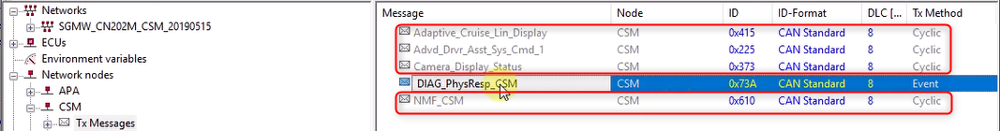 Networks
SGMW_CN202M_CSM_20190515
ECUs
Environment variables
Network nodes
APA
CSM
Tx Messages
Message Node ID ID-Format DLC [... Tx Method
Adaptive_Cruise_Lin_Display CSM 0x415 CAN Standard 8 Cyclic
Advd_Drvr_Asst_Sys_Cmd_1 CSM 0x225 CAN Standard 8 Cyclic
Camera_Display_Status CSM 0x373 CAN Standard 8 Cyclic
DIAG_PhysResp_CSM CSM 0x73A CAN Standard 8 Event
NMF_CSM CSM 0x610 CAN Standard 8 Cyclic